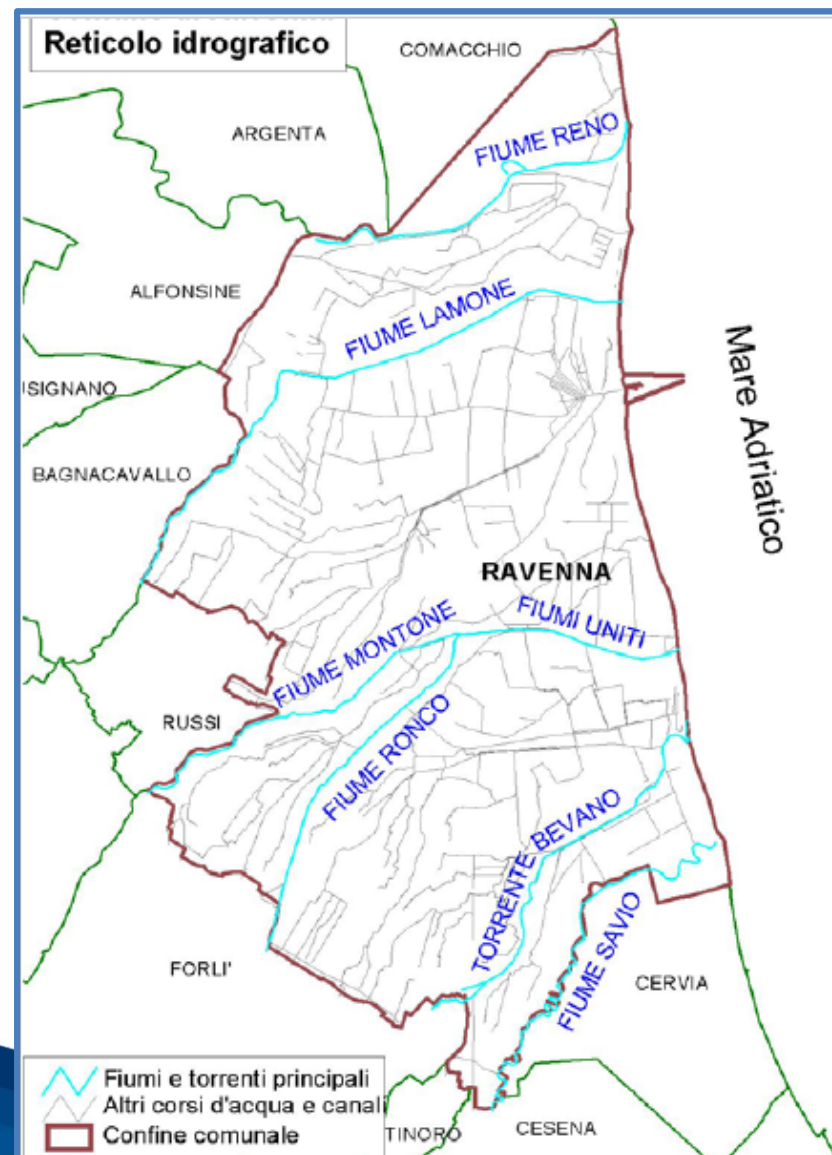 Reticolo idrografico
COMACCHIO
ARGENTA
FIUME RENO
ALFONSINE
FIUME LAMONE
USIGNANO
BAGNACAVALLO
Mare Adriatico
RAVENNA
FIUMI UNITI
FIUME MONTONE
RUSSI
FIUME RONCO
TORRENTE BEVANO
FIUME SAVIO
FORLI'
CERVIA
Fiumi e torrenti principali
Altri corsi d'acqua e canali
Confine comunale
TINORO
CESENA